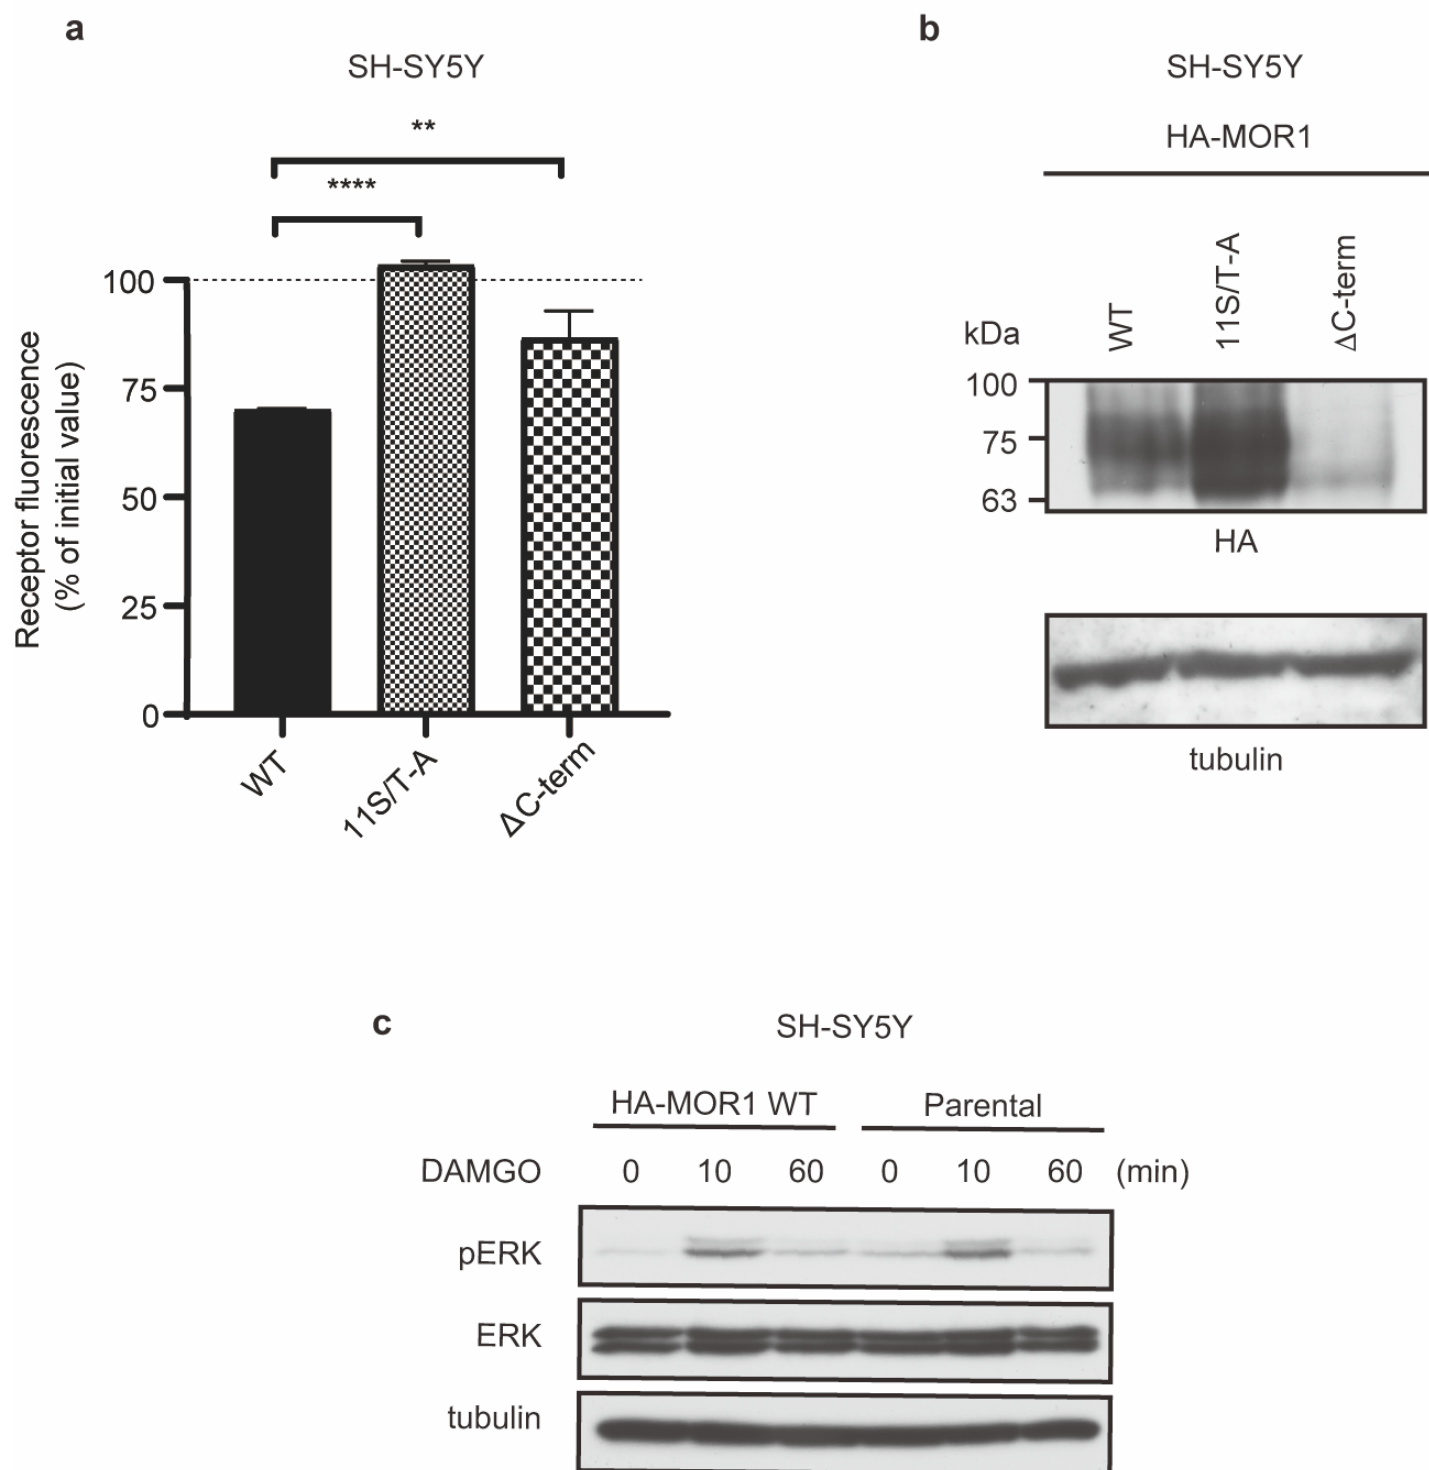 a
SH-SY5Y
**
****
100
75
50
25
0
Receptor fluorescence
(% of initial value)
WT
11S/T-A
ΔC-term
b
SH-SY5Y
HA-MOR1
kDa
WT
11S/T-A
ΔC-term
100
75
63
HA
tubulin
c
SH-SY5Y
HA-MOR1 WT Parental
DAMGO 0 10 60 0 10 60 (min)
pERK
ERK
tubulin